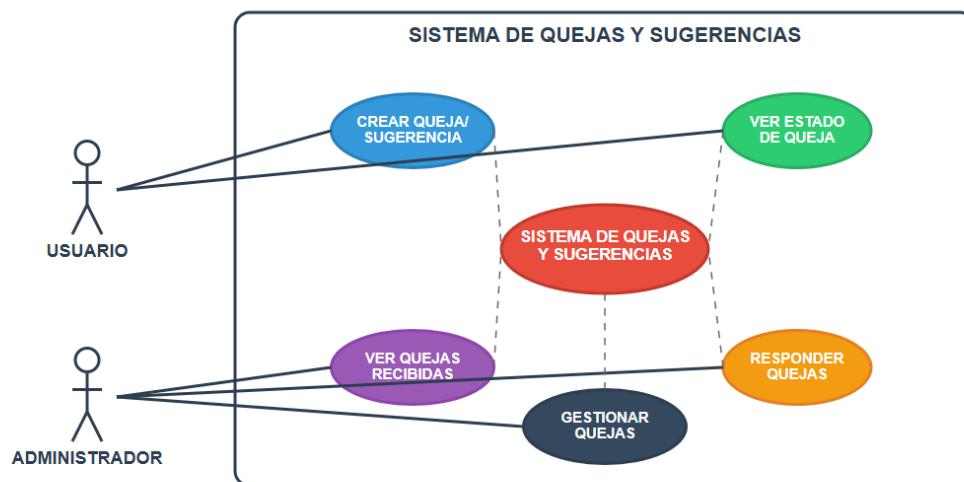 SISTEMA DE QUEJAS Y SUGERENCIAS
CREAR QUEJA/
SUGERENCIA
VER ESTADO
DE QUEJA
USUARIO
SISTEMA DE QUEJAS
Y SUGERENCIAS
VER QUEJAS
RECIBIDAS
RESPONDER
QUEJAS
GESTIONAR
QUEJAS
ADMINISTRADOR